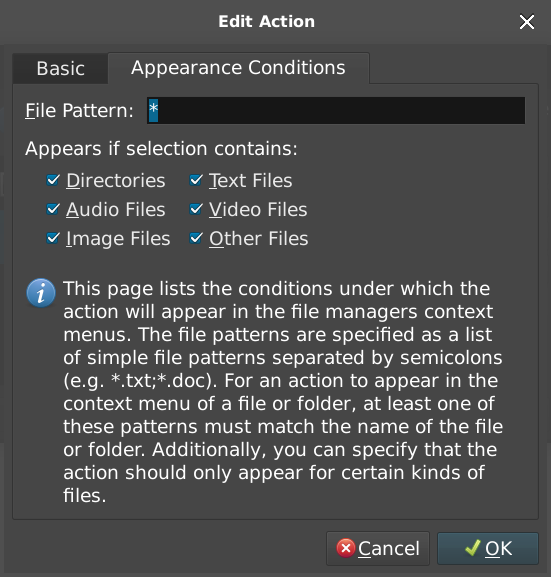 Edit Action
Basic
Appearance Conditions
File Pattern: *
Appears if selection contains:
Directories Text Files
Audio Files Video Files
Image Files Other Files
This page lists the conditions under which the
action will appear in the file managers context
menus. The file patterns are specified as a list
of simple file patterns separated by semicolons
(e.g. *.txt;*.doc). For an action to appear in the
context menu of a file or folder, at least one of
these patterns must match the name of the file
or folder. Additionally, you can specify that the
action should only appear for certain kinds of
files.
Cancel OK